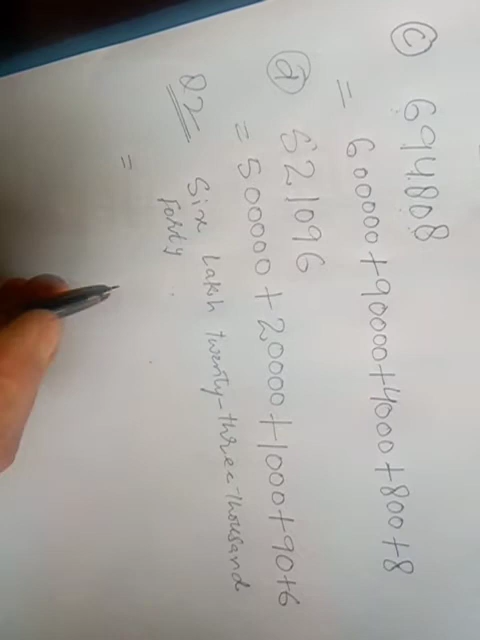 (c) 694808
= 600000+90000+4000+800+8
(d) 521096
= 500000+20000+1000+90+6
Q2 Six lakh twenty-three thousand
forty
=